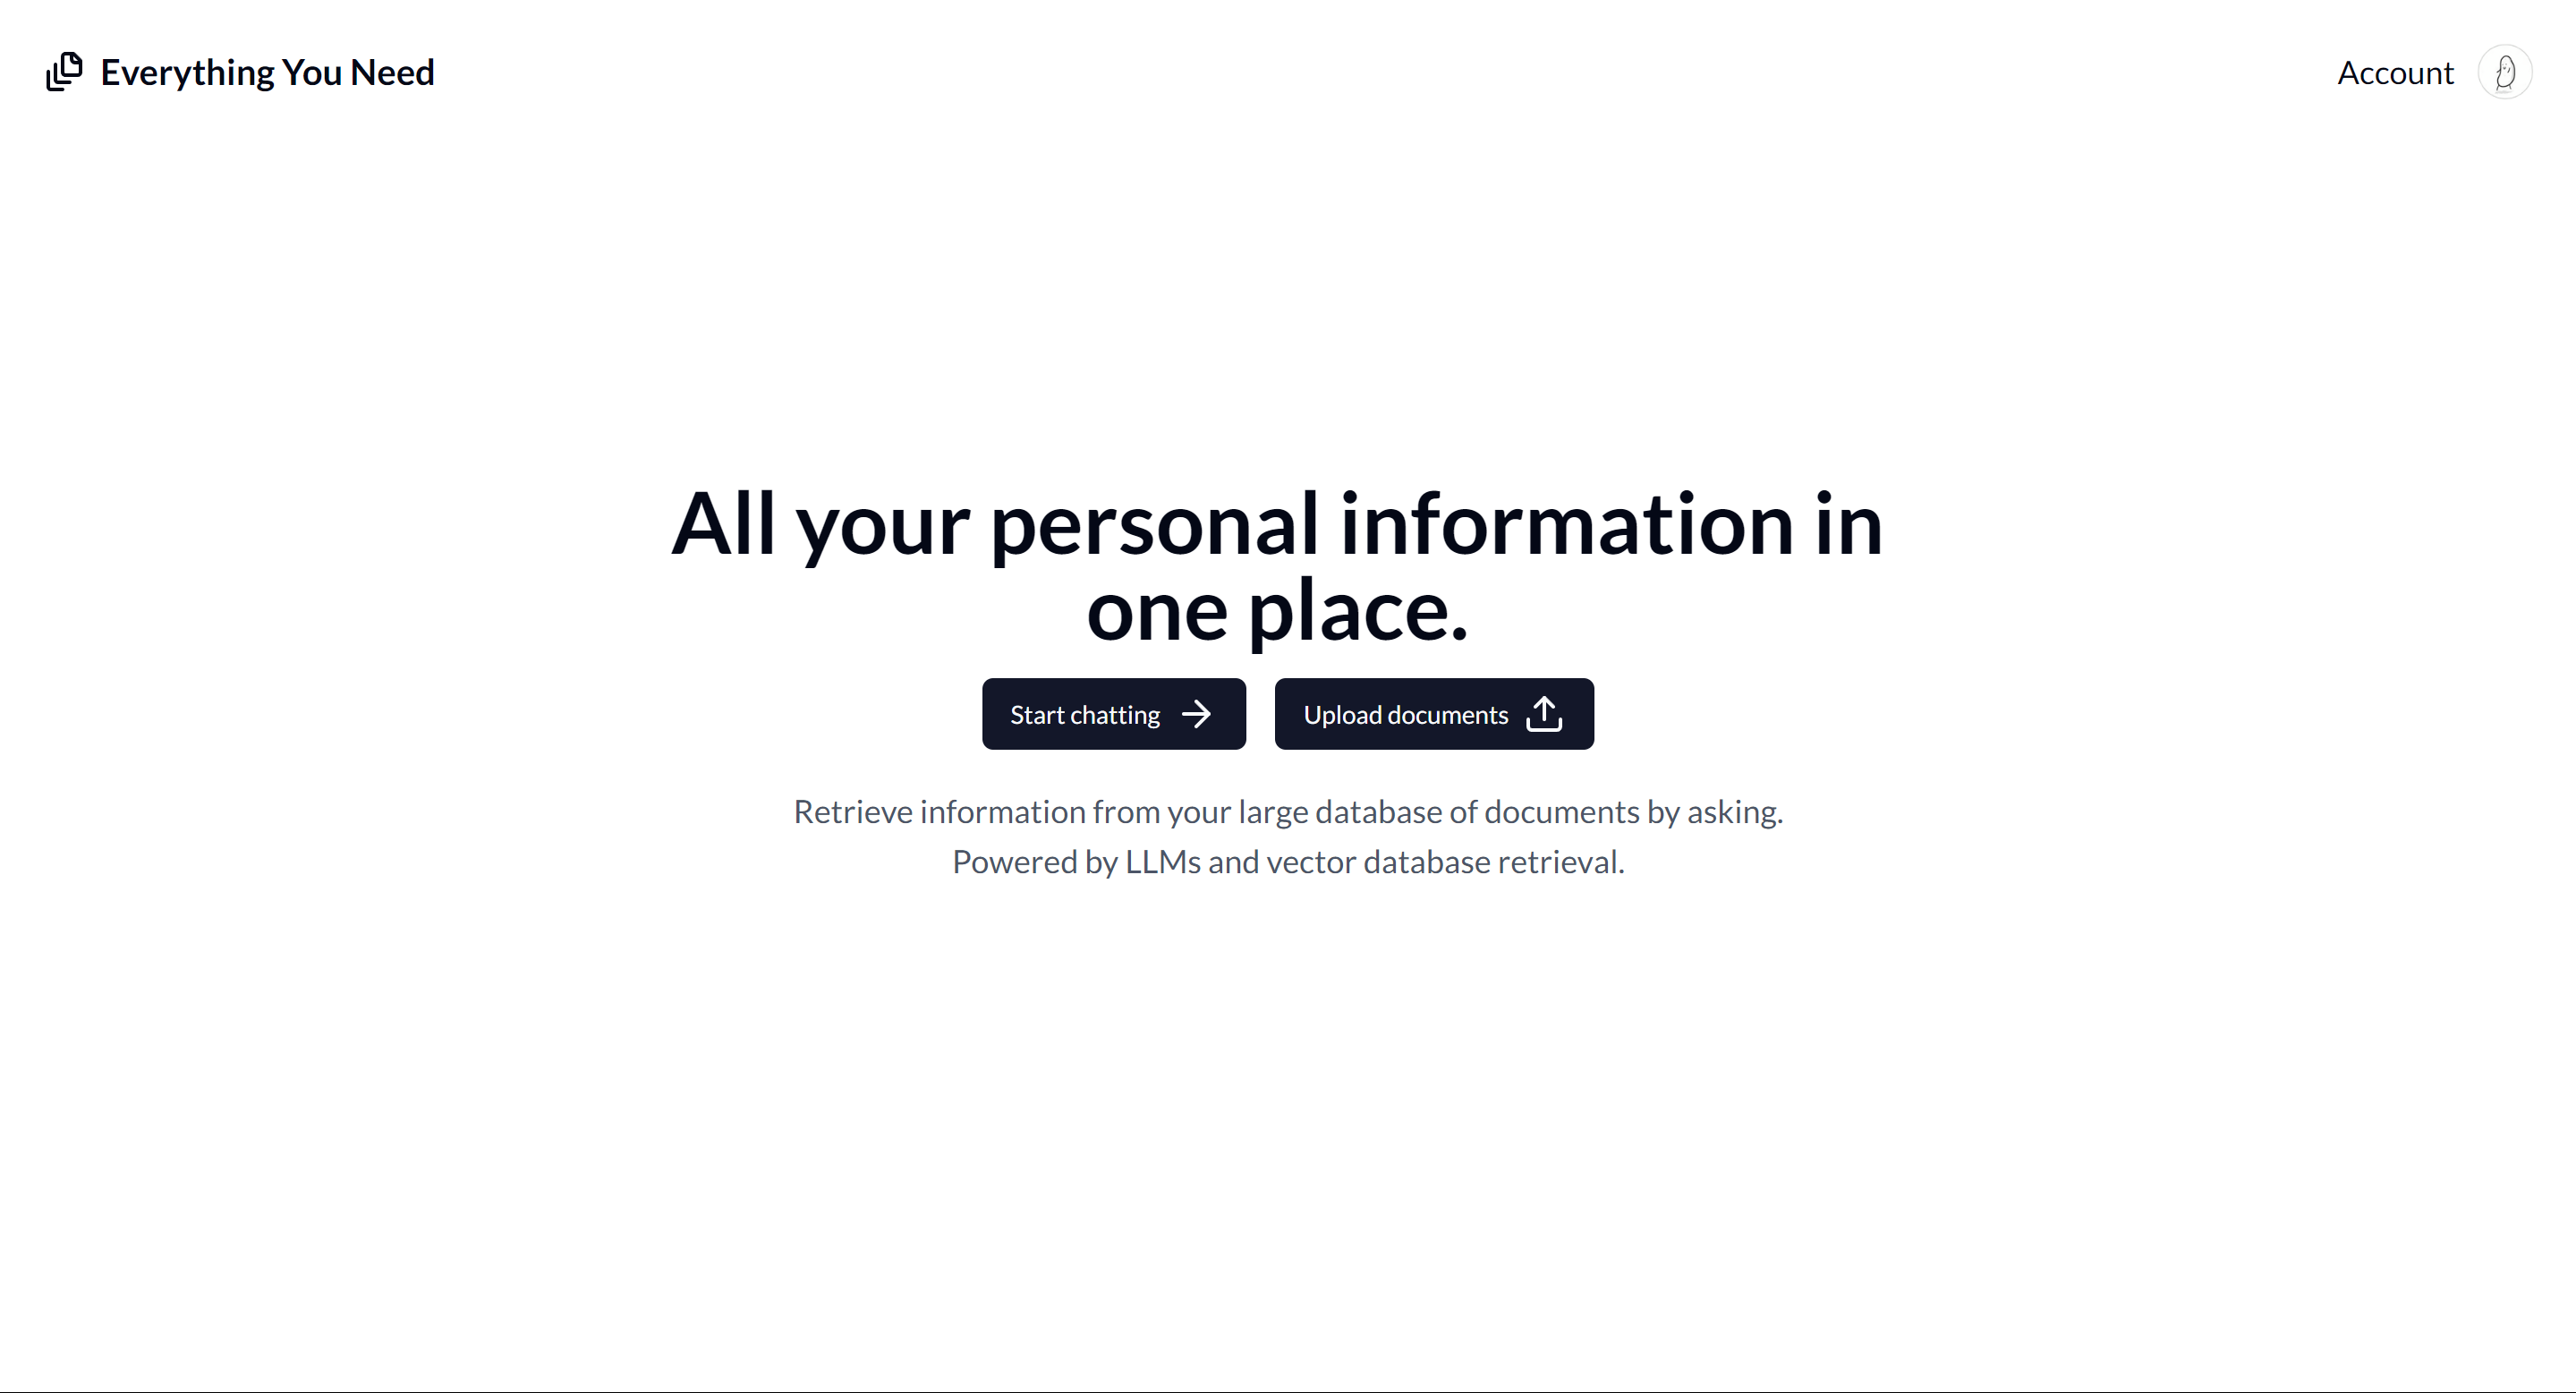 Everything You Need
Account
All your personal information in
one place.
Start chatting
Upload documents
Retrieve information from your large database of documents by asking.
Powered by LLMs and vector database retrieval.